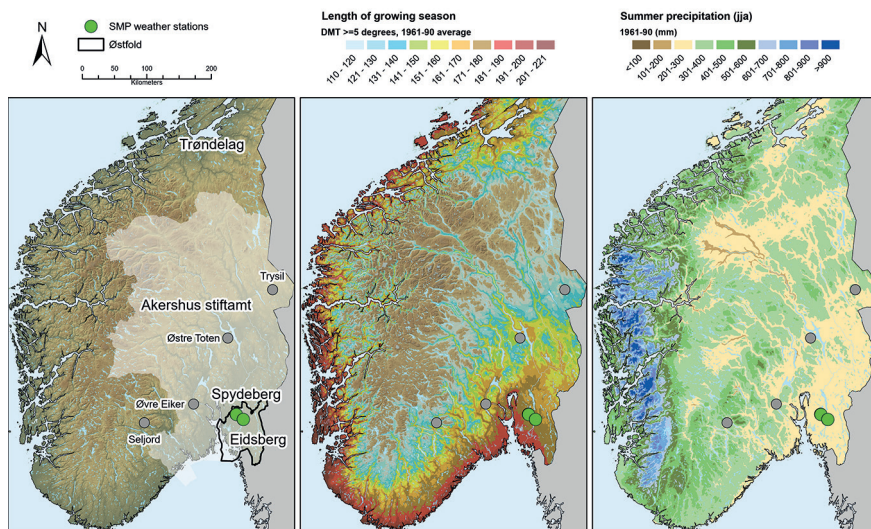 N
SMP weather stations
Østfold
0 50 100 200
Kilometers
Length of growing season
DMT >=5 degrees, 1961-90 average
110 - 120
121 - 130
131 - 140
141 - 150
151 - 160
161 - 170
171 - 180
181 - 190
191 - 200
201 - 221
Summer precipitation (jja)
1961-90 (mm)
<100
101-200
201-300
301-400
401-500
501-600
601-700
701-800
801-900
>900
Trøndelag
Trysil
Akershus stiftamt
Østre Toten
Øvre Eiker
Spydeberg
Seljord
Eidsberg